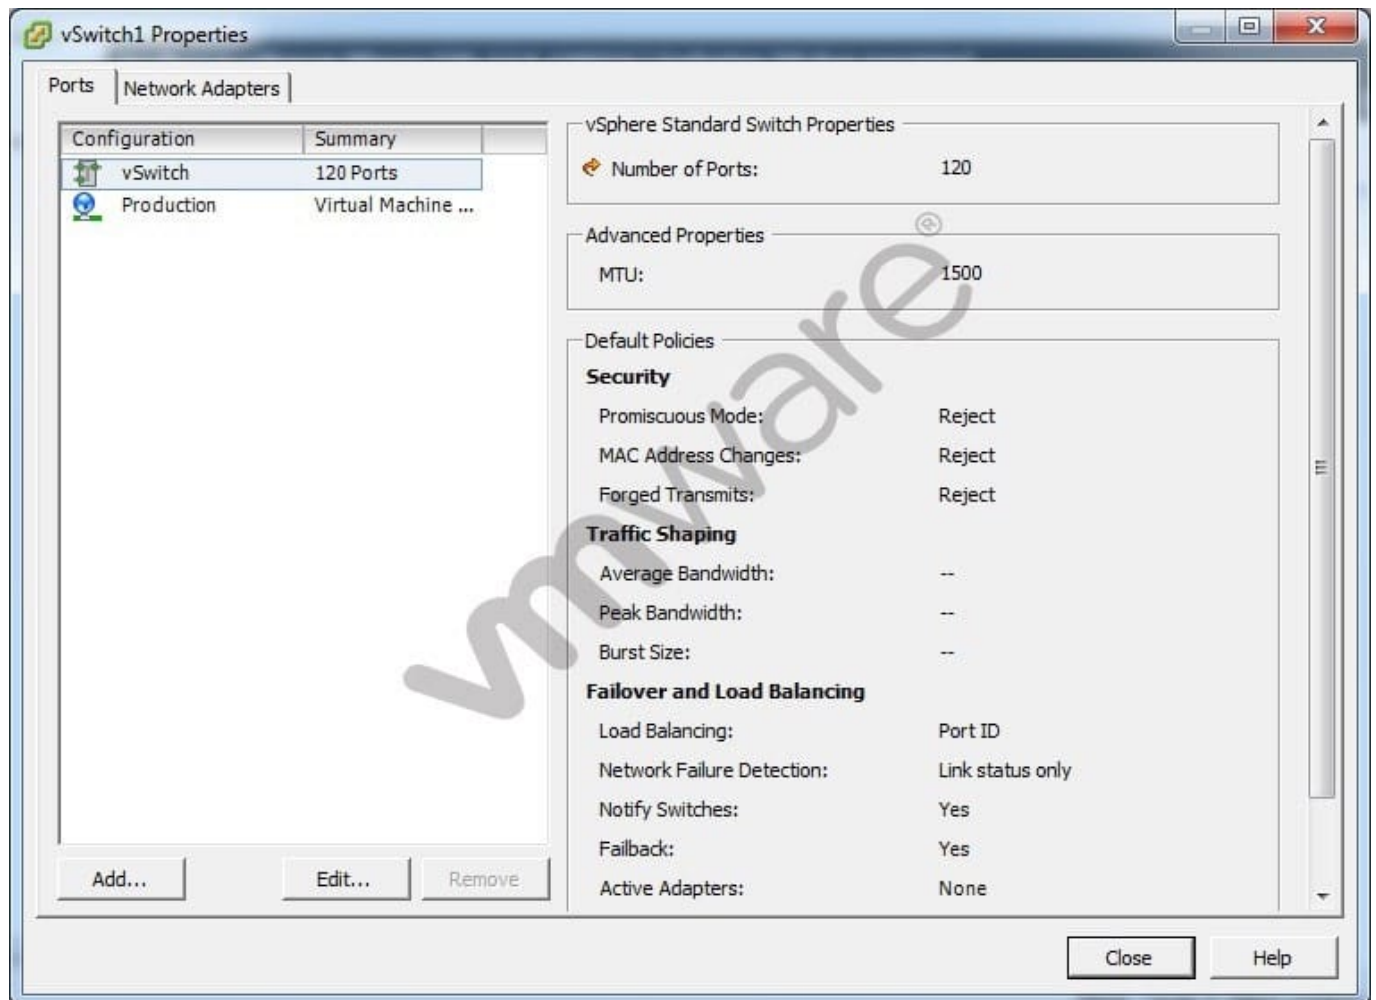 vSwitch1 Properties
Ports
Network Adapters
Configuration Summary
vSwitch 120 Ports
Production Virtual Machine ...
Add...
Edit...
Remove
vSphere Standard Switch Properties
Number of Ports: 120
Advanced Properties
MTU: 1500
Default Policies
Security
Promiscuous Mode: Reject
MAC Address Changes: Reject
Forged Transmits: Reject
Traffic Shaping
Average Bandwidth: --
Peak Bandwidth: --
Burst Size: --
Failover and Load Balancing
Load Balancing: Port ID
Network Failure Detection: Link status only
Notify Switches: Yes
Failback: Yes
Active Adapters: None
Close
Help
vmware®